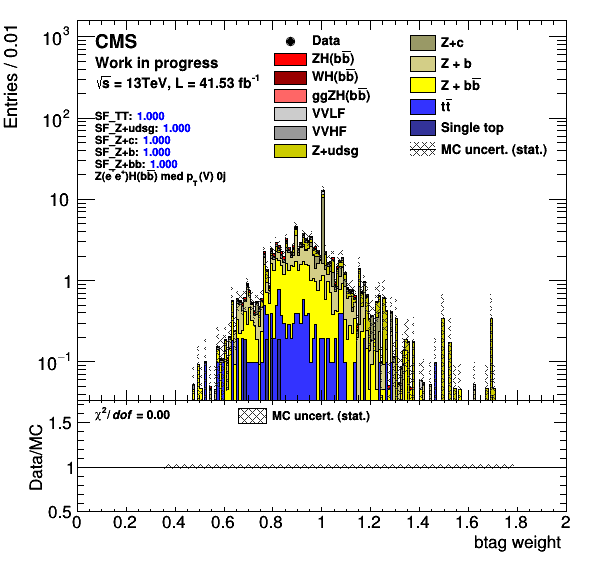 Entries / 0.01
10³
10²
10
1
10⁻¹
CMS
Work in progress
√s = 13TeV, L = 41.53 fb⁻¹
SF_TT: 1.000
SF_Z+udsg: 1.000
SF_Z+c: 1.000
SF_Z+b: 1.000
SF_Z+bb: 1.000
Z(e⁺e⁻)H(bb̅) med p_T(V) 0j
Data
ZH(bb̅)
WH(bb̅)
ggZH(bb̅)
VVLF
VVHF
Z+udsg
Z+c
Z + b
Z + bb̅
tt̅
Single top
MC uncert. (stat.)
Data/MC
1.5
1
0.5
χ²/dof = 0.00
MC uncert. (stat.)
0 0.2 0.4 0.6 0.8 1 1.2 1.4 1.6 1.8 2
btag weight